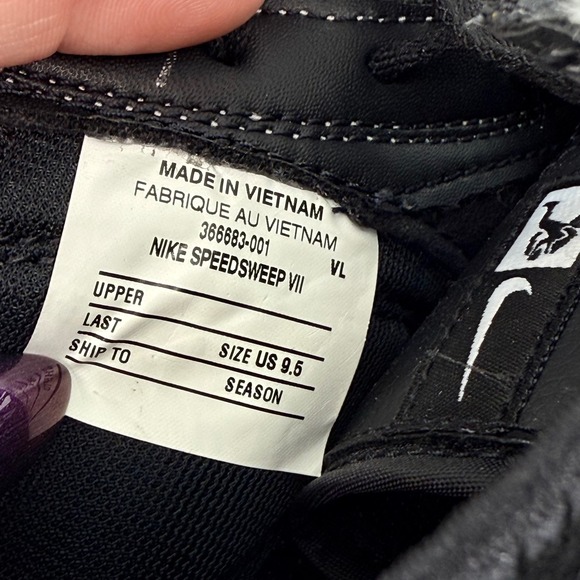 MADE IN VIETNAM
FABRIQUE AU VIETNAM
366683-001 VL
NIKE SPEEDSWEEP VII
UPPER
LAST
SIZE US 9.5
SHIP TO
SEASON